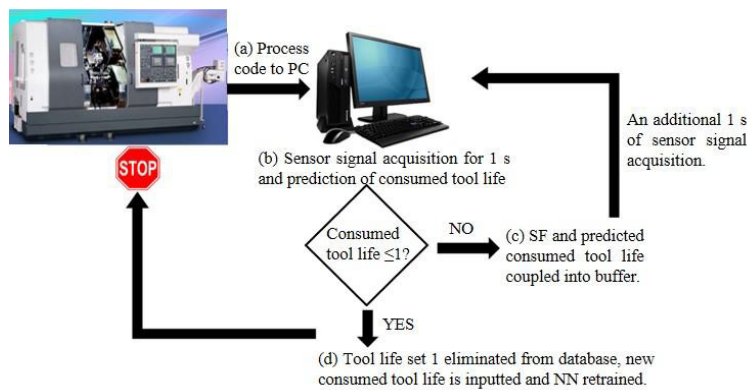 (a) Process
code to PC
An additional 1 s
of sensor signal
acquisition.
(b) Sensor signal acquisition for 1 s
and prediction of consumed tool life
STOP
Consumed
tool life ≤1?
NO
(c) SF and predicted
consumed tool life
coupled into buffer.
YES
(d) Tool life set 1 eliminated from database, new
consumed tool life is inputted and NN retrained.